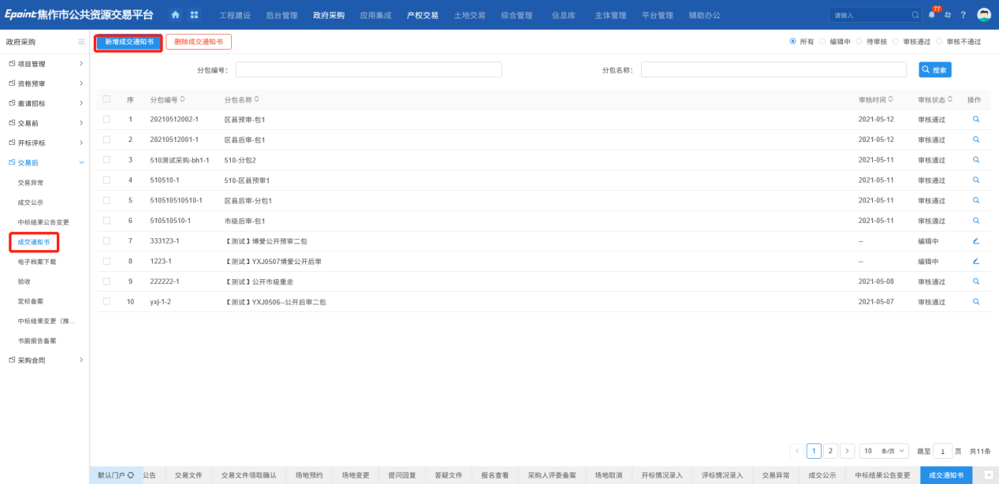 Epoint焦作市公共资源交易平台 工程建设 后台管理 政府采购 应用集成 产权交易 土地交易 综合管理 信息库 主体管理 平台管理 辅助办公 请输入 77 ?
政府采购
项目管理
资格预审
邀请招标
交易前
开标评标
交易后
交易异常
成交公示
中标结果公告变更
成交通知书
电子档案下载
验收
定标备案
中标结果变更（推...
书面报告备案
采购合同
新增成交通知书 删除成交通知书 所有 编辑中 待审核 审核通过 审核不通过
分包编号： 分包名称： 搜索
序 分包编号 分包名称 审核时间 审核状态 操作
1 20210512002-1 区县预审-包1 2021-05-12 审核通过
2 20210512001-1 区县后审-包1 2021-05-12 审核通过
3 510测试采购-bh1-1 510-分包2 2021-05-11 审核通过
4 510510-1 510-区县预审1 2021-05-11 审核通过
5 510510510510-1 区县后审-分包1 2021-05-11 审核通过
6 510510510-1 市级后审-包1 2021-05-11 审核通过
7 333123-1 【测试】博爱公开预审二包 -- 编辑中
8 1223-1 【测试】YXJ0507博爱公开后审 -- 编辑中
9 222222-1 【测试】公开市级重走 2021-05-08 审核通过
10 yxj-1-2 【测试】YXJ0506--公开后审二包 2021-05-07 审核通过
< 1 2 > 10 条/页 跳至 1 页 共11条
默认门户 公告 交易文件 交易文件领取确认 场地预约 场地变更 提问回复 答疑文件 报名查看 采购人评委备案 场地取消 开标情况录入 评标情况录入 交易异常 成交公示 中标结果公告变更 成交通知书